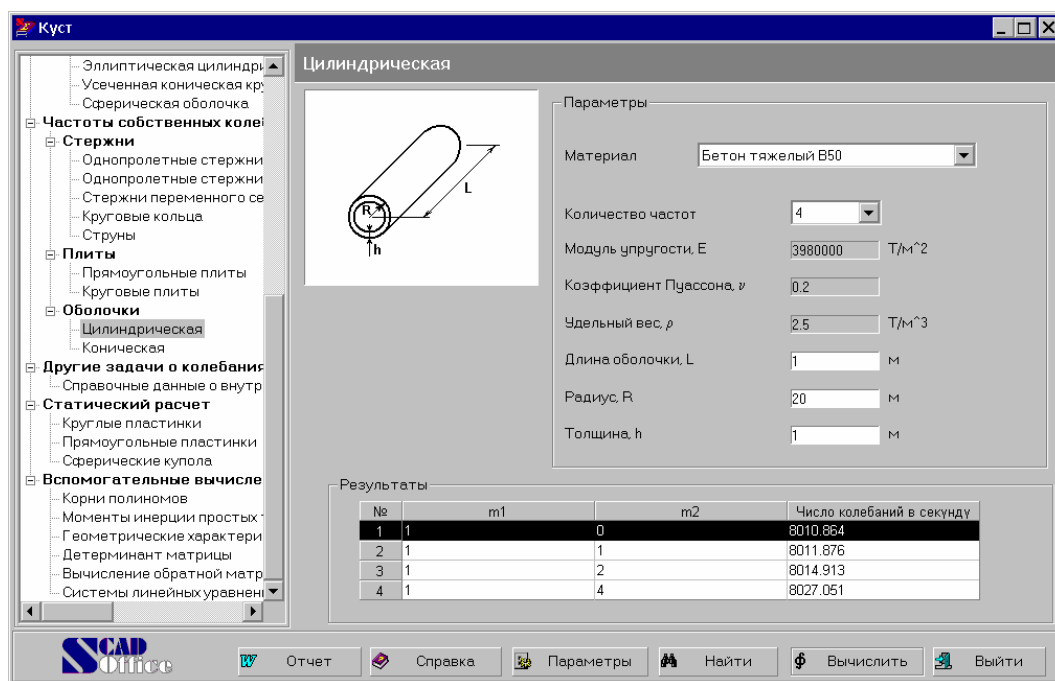 Куст
Эллиптическая цилиндри
Усеченная коническая кру
Сферическая оболочка
Частоты собственных коле
Стержни
Однопролетные стержни
Однопролетные стержни
Стержни переменного се
Круговые кольца
Струны
Плиты
Прямоугольные плиты
Круговые плиты
Оболочки
Цилиндрическая
Коническая
Другие задачи о колебания
Справочные данные о внутр
Статический расчет
Круглые пластинки
Прямоугольные пластинки
Сферические купола
Вспомогательные вычисле
Корни полиномов
Моменты инерции простых
Геометрические характери
Детерминант матрицы
Вычисление обратной матр
Системы линейных уравнени
Цилиндрическая
R
L
h
Параметры
Материал Бетон тяжелый B50
Количество частот 4
Модуль упругости, E 3980000 Т/м^2
Коэффициент Пуассона, ν 0.2
Удельный вес, ρ 2.5 Т/м^3
Длина оболочки, L 1 м
Радиус, R 20 м
Толщина, h 1 м
Результаты
№ m1 m2 Число колебаний в секунду
1 1 0 8010.864
2 1 1 8011.876
3 1 2 8014.913
4 1 4 8027.051
SCAD Office
Отчет Справка Параметры Найти Вычислить Выйти